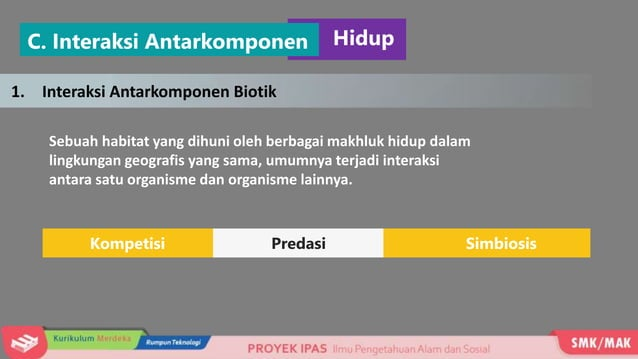 C. Interaksi Antarkomponen Hidup
1. Interaksi Antarkomponen Biotik
Sebuah habitat yang dihuni oleh berbagai makhluk hidup dalam
lingkungan geografis yang sama, umumnya terjadi interaksi
antara satu organisme dan organisme lainnya.
Kompetisi Predasi Simbiosis
Kurikulum Merdeka Rumpun Teknologi PROYEK IPAS Ilmu Pengetahuan Alam dan Sosial SMK/MAK